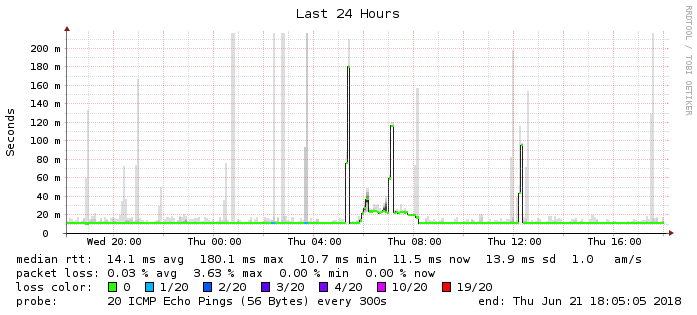 Last 24 Hours
RRDTOOL / TOBI OETIKER
Seconds
200 m
180 m
160 m
140 m
120 m
100 m
80 m
60 m
40 m
20 m
0
Wed 20:00 Thu 00:00 Thu 04:00 Thu 08:00 Thu 12:00 Thu 16:00
median rtt: 14.1 ms avg 180.1 ms max 10.7 ms min 11.5 ms now 13.9 ms sd 1.0 am/s
packet loss: 0.03 % avg 3.63 % max 0.00 % min 0.00 % now
loss color: 0 1/20 2/20 3/20 4/20 10/20 19/20
probe: 20 ICMP Echo Pings (56 Bytes) every 300s end: Thu Jun 21 18:05:05 2018